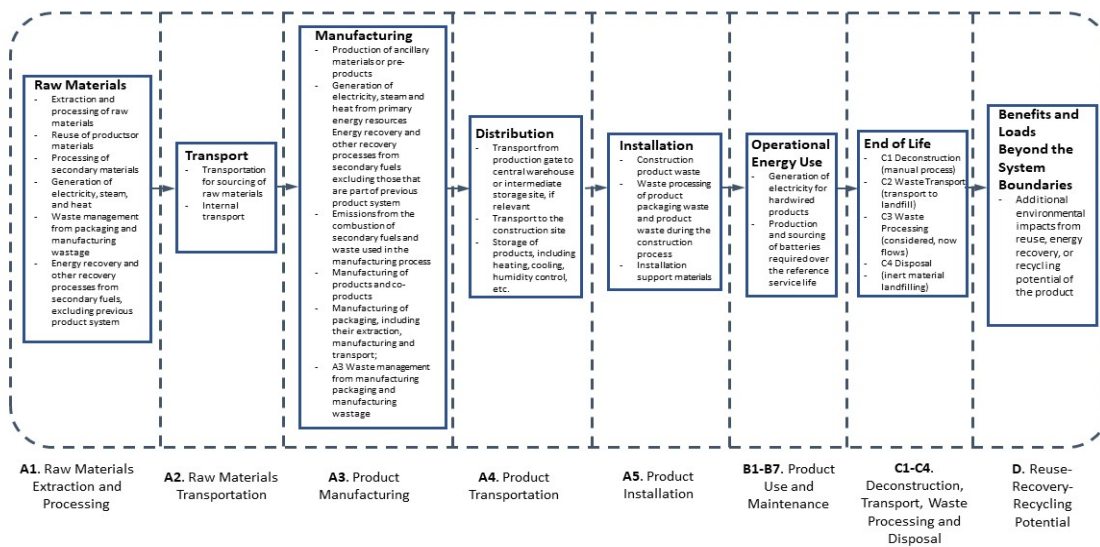 Raw Materials
- Extraction and
processing of raw
materials
- Reuse of productsor
materials
- Processing of
secondary materials
- Generation of
electricity, steam,
and heat
- Waste management
from packaging and
manufacturing
wastage
- Energy recovery and
other recovery
processes from
secondary fuels,
excluding previous
product system
Transport
- Transportation
for sourcing of
raw materials
- Internal
transport
Manufacturing
- Production of ancillary
materials or pre-
products
- Generation of
electricity, steam and
heat from primary
energy resources
Energy recovery and
other recovery
processes from
secondary fuels
excluding those that
are part of previous
product system
- Emissions from the
combustion of
secondary fuels and
waste used in the
manufacturing process
- Manufacturing of
products and co-
products
- Manufacturing of
packaging, including
their extraction,
manufacturing and
transport;
- A3 Waste management
from manufacturing
packaging and
manufacturing
wastage
Distribution
- Transport from
production gate to
central warehouse
or intermediate
storage site, if
relevant
- Transport to the
construction site
- Storage of
products, including
heating, cooling,
humidity control,
etc.
Installation
- Construction
product waste
- Waste processing
of product
packaging waste
and product
waste during the
construction
process
- Installation
support materials
Operational
Energy Use
- Generation of
electricity for
hardwired
products
- Production
and sourcing
of batteries
required over
the reference
service life
End of Life
- C1 Deconstruction
(manual process)
- C2 Waste Transport
(transport to
landfill)
- C3 Waste
Processing
(considered, now
flows)
- C4 Disposal
- (inert material
landfilling)
Benefits and
Loads
Beyond the
System
Boundaries
- Additional
environmental
impacts from
reuse, energy
recovery, or
recycling
potential of
the product
A1. Raw Materials
Extraction and
Processing
A2. Raw Materials
Transportation
A3. Product
Manufacturing
A4. Product
Transportation
A5. Product
Installation
B1-B7. Product
Use and
Maintenance
C1-C4.
Deconstruction,
Transport, Waste
Processing and
Disposal
D. Reuse-
Recovery-
Recycling
Potential